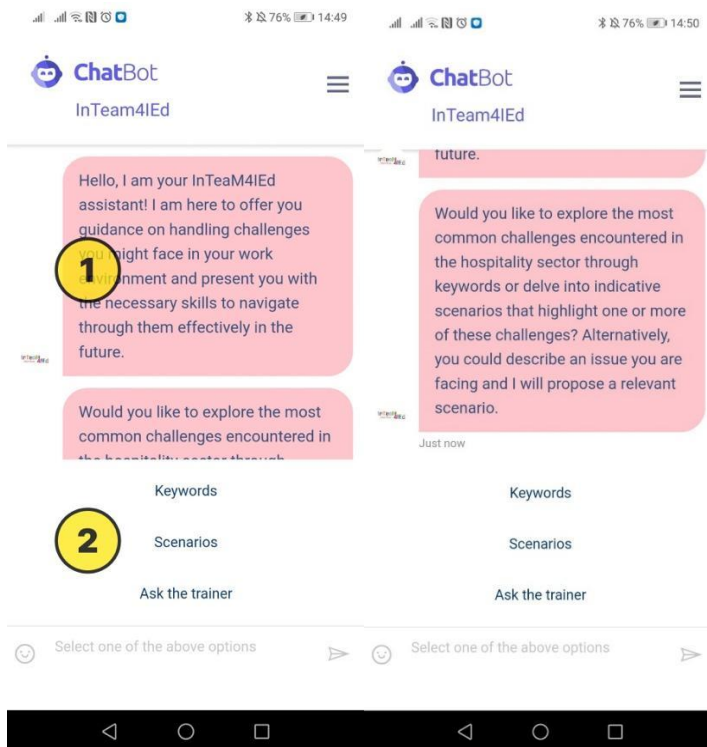 76% 14:49
ChatBot
InTeam4IEd
Hello, I am your InTeaM4IEd
assistant! I am here to offer you
guidance on handling challenges
you might face in your work
environment and present you with
the necessary skills to navigate
through them effectively in the
future.
1
Would you like to explore the most
common challenges encountered in
the hospitality sector through
Keywords
2
Scenarios
Ask the trainer
Select one of the above options
76% 14:50
ChatBot
InTeam4IEd
future.
Would you like to explore the most
common challenges encountered in
the hospitality sector through
keywords or delve into indicative
scenarios that highlight one or more
of these challenges? Alternatively,
you could describe an issue you are
facing and I will propose a relevant
scenario.
Just now
Keywords
Scenarios
Ask the trainer
Select one of the above options